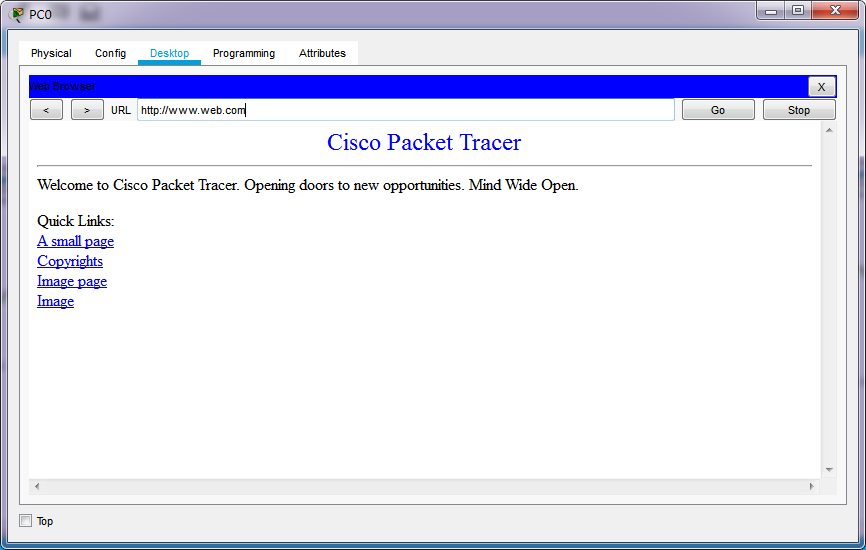 PC0
Physical Config Desktop Programming Attributes
Web Browser X
< > URL http://www.web.com Go Stop
Cisco Packet Tracer
Welcome to Cisco Packet Tracer. Opening doors to new opportunities. Mind Wide Open.
Quick Links:
A small page
Copyrights
Image page
Image
Top